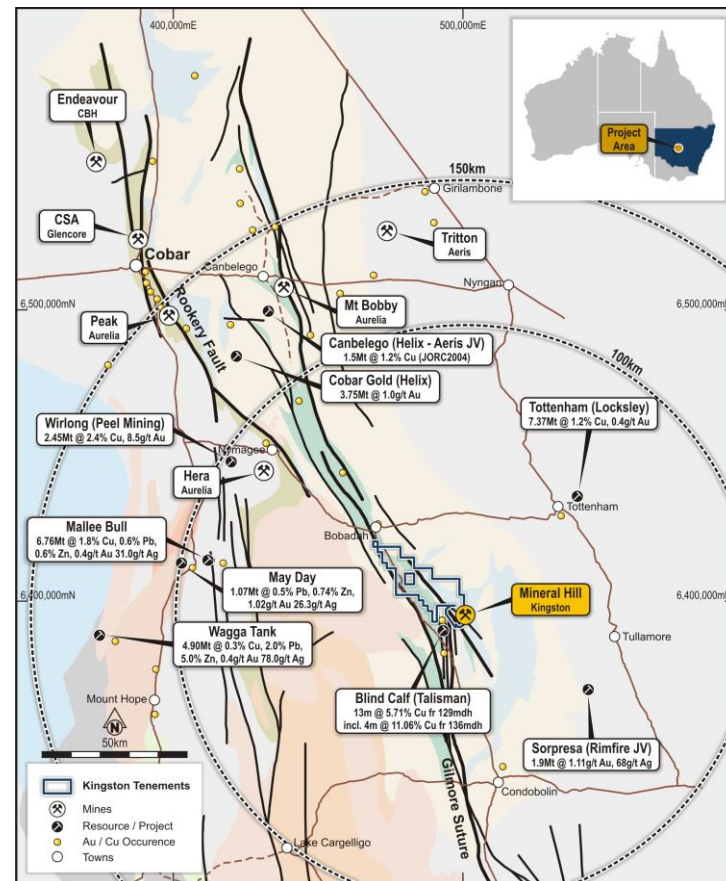 400,000mE
500,000mE
Endeavour
CBH
Project
Area
150km
Girilambone
CSA
Glencore
Tritton
Aeris
Cobar
Canbelego
Nyngan
Mt Bobby
Aurelia
6,500,000mN
6,500,000mN
Peak
Aurelia
Rookery Fault
Canbelego (Helix - Aeris JV)
1.5Mt @ 1.2% Cu (JORC2004)
100km
Cobar Gold (Helix)
3.75Mt @ 1.0g/t Au
Tottenham (Locksley)
7.37Mt @ 1.2% Cu, 0.4g/t Au
Wirlong (Peel Mining)
2.45Mt @ 2.4% Cu, 8.5g/t Au
Nymagee
Hera
Aurelia
Tottenham
Mallee Bull
6.76Mt @ 1.8% Cu, 0.6% Pb,
0.6% Zn, 0.4g/t Au 31.0g/t Ag
Bobadah
May Day
1.07Mt @ 0.5% Pb, 0.74% Zn,
1.02g/t Au 26.3g/t Ag
Mineral Hill
Kingston
6,400,000mN
6,400,000mN
Wagga Tank
4.90Mt @ 0.3% Cu, 2.0% Pb,
5.0% Zn, 0.4g/t Au 78.0g/t Ag
Tullamore
Mount Hope
Blind Calf (Talisman)
13m @ 5.71% Cu fr 129mdh
incl. 4m @ 11.06% Cu fr 136mdh
N
50km
Sorpresa (Rimfire JV)
1.9Mt @ 1.11g/t Au, 68g/t Ag
Gilmore Suture
Condobolin
Kingston Tenements
Mines
Resource / Project
Au / Cu Occurence
Towns
Lake Cargelligo